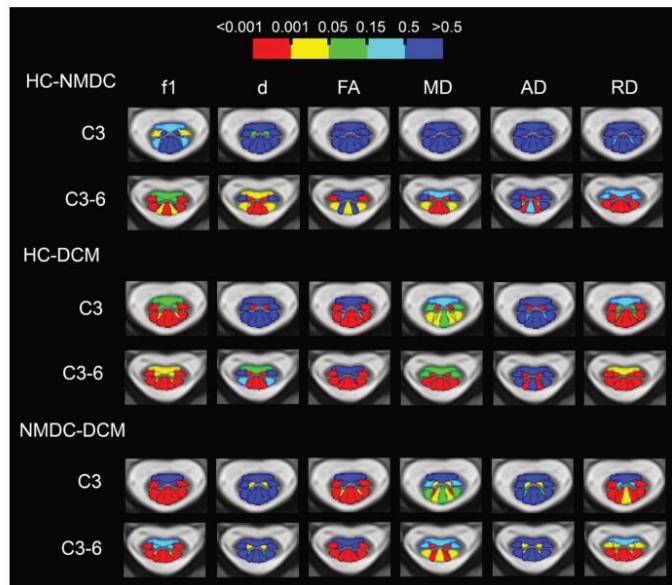 <0.001 0.001 0.05 0.15 0.5 >0.5
HC-NMDC f1 d FA MD AD RD
C3
C3-6
HC-DCM
C3
C3-6
NMDC-DCM
C3
C3-6